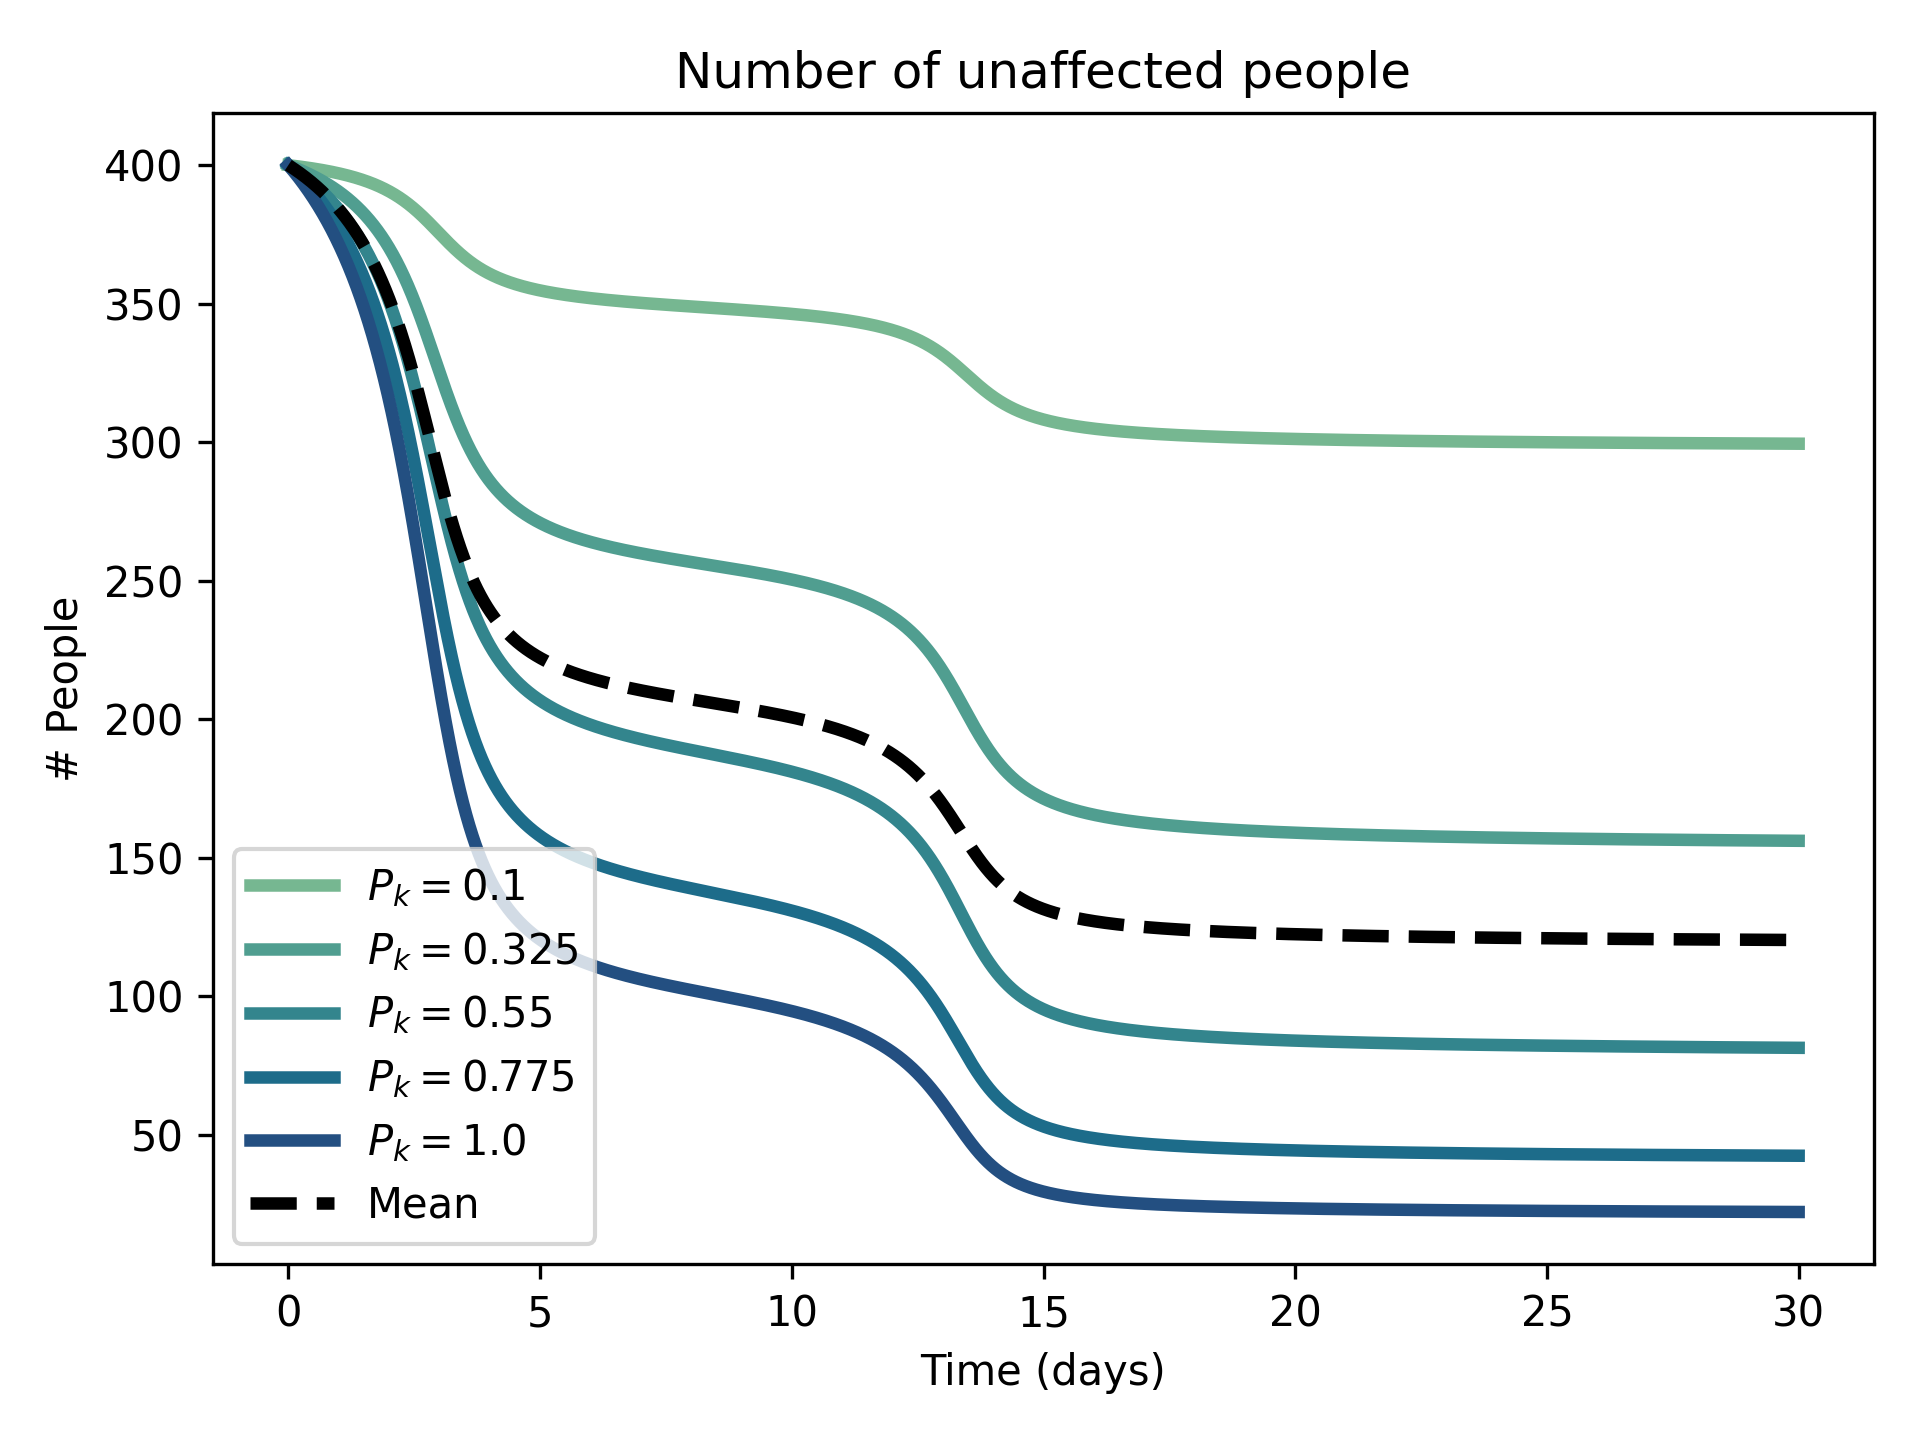 Number of unaffected people
# People
400
350
300
250
200
150
100
50
P_k = 0.1
P_k = 0.325
P_k = 0.55
P_k = 0.775
P_k = 1.0
Mean
0 5 10 15 20 25 30
Time (days)